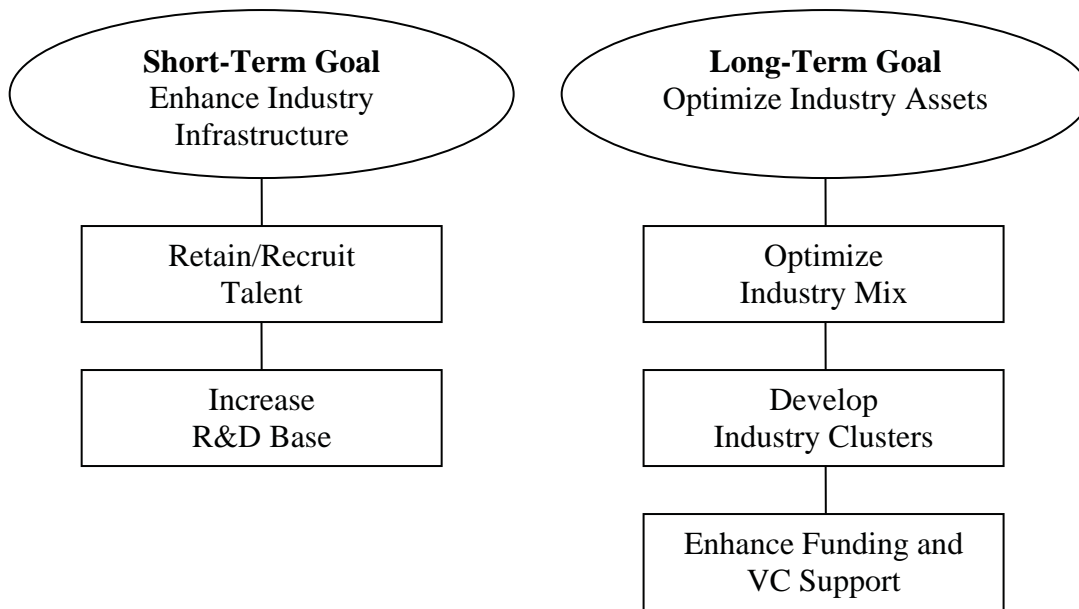 Short-Term Goal
Enhance Industry
Infrastructure
Retain/Recruit
Talent
Increase
R&D Base
Long-Term Goal
Optimize Industry Assets
Optimize
Industry Mix
Develop
Industry Clusters
Enhance Funding and
VC Support